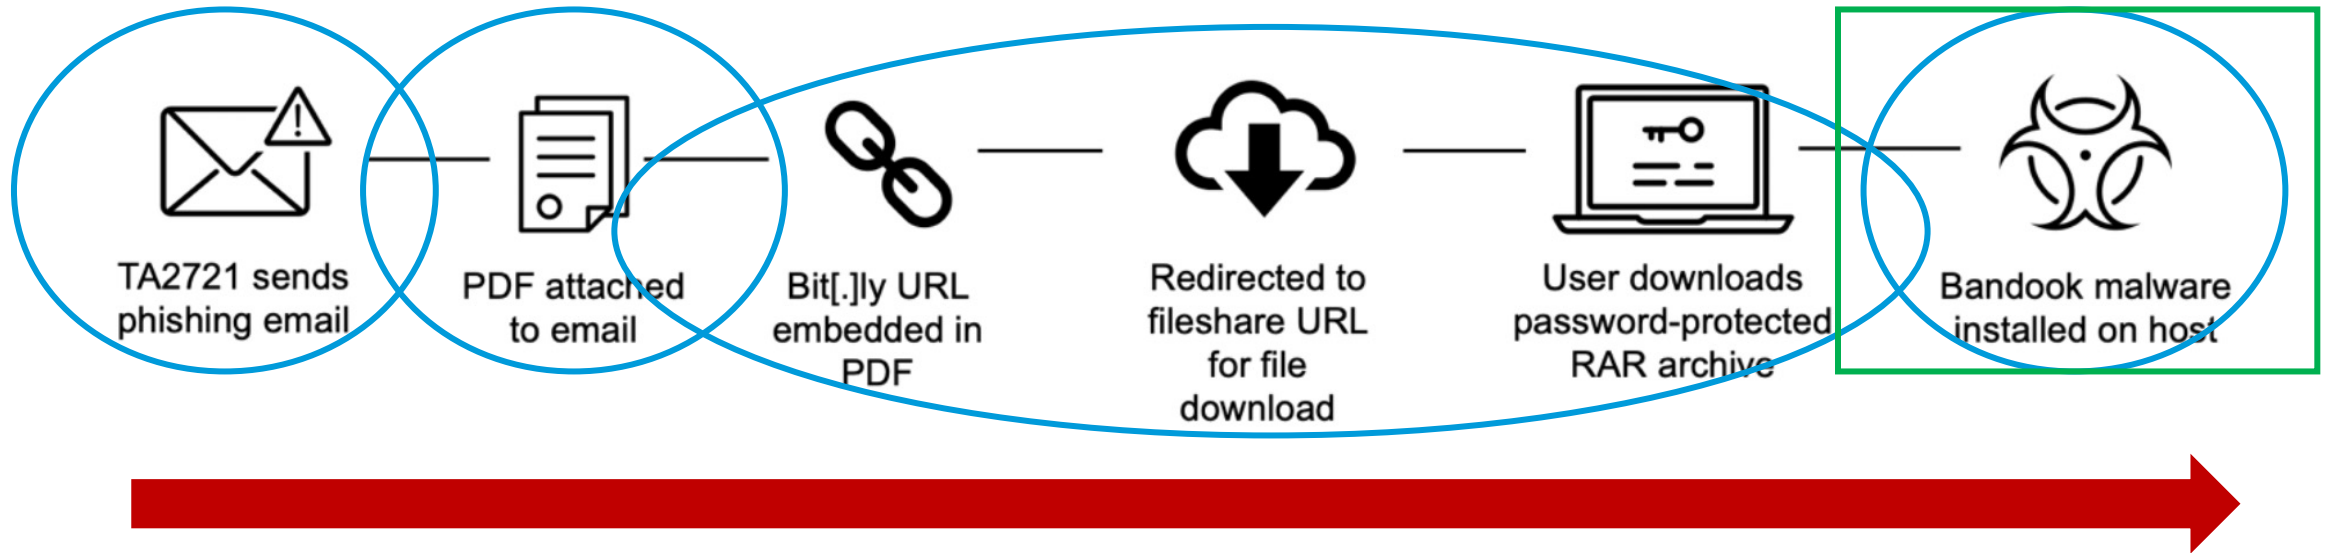 TA2721 sends
phishing email
PDF attached
to email
Bit[.]ly URL
embedded in
PDF
Redirected to
fileshare URL
for file
download
User downloads
password-protected
RAR archive
Bandook malware
installed on host